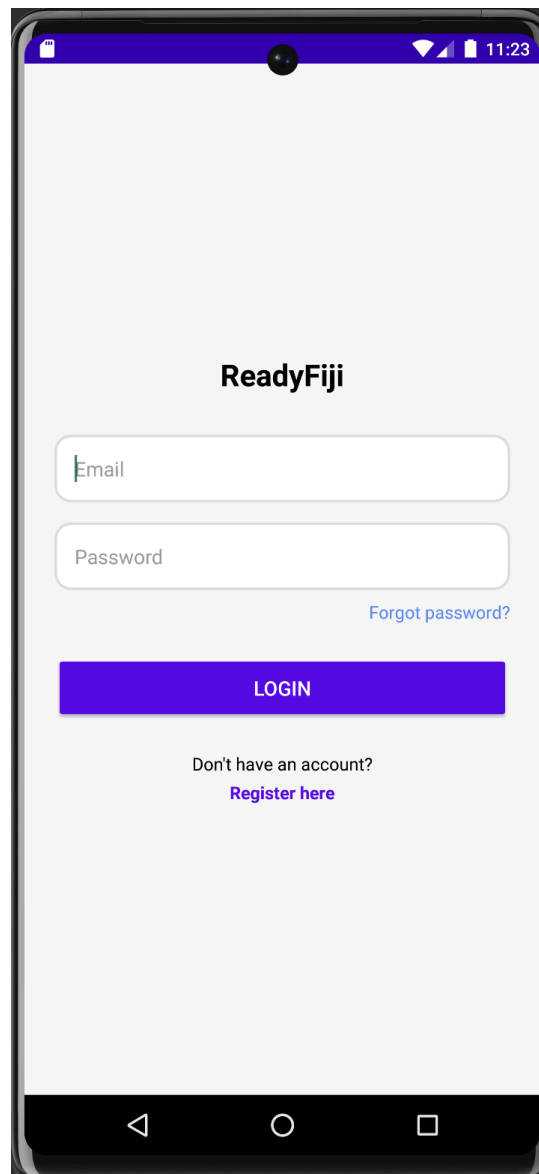 11:23
ReadyFiji
Email
Password
Forgot password?
LOGIN
Don't have an account?
Register here